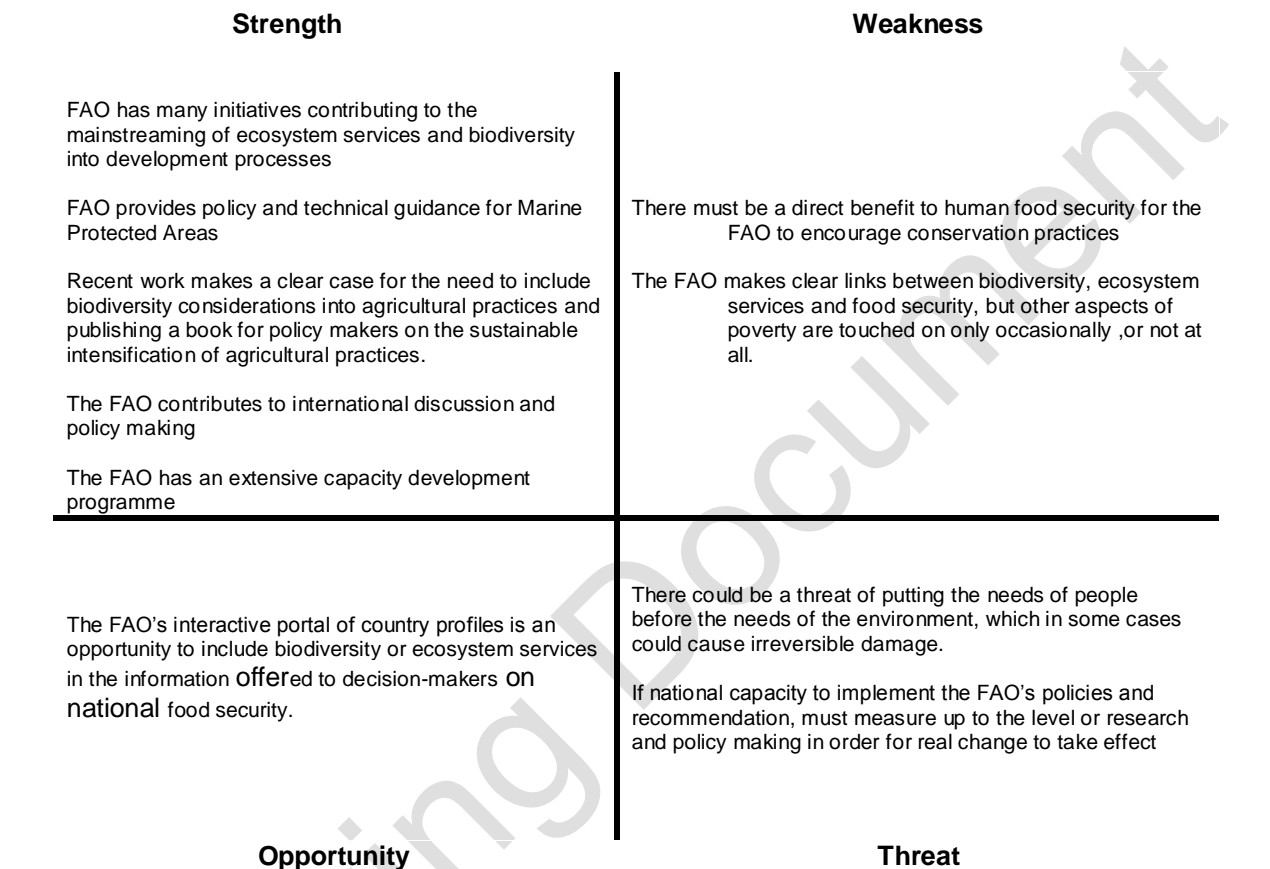 Strength
Weakness
FAO has many initiatives contributing to the
mainstreaming of ecosystem services and biodiversity
into development processes
FAO provides policy and technical guidance for Marine
Protected Areas
Recent work makes a clear case for the need to include
biodiversity considerations into agricultural practices and
publishing a book for policy makers on the sustainable
intensification of agricultural practices.
The FAO contributes to international discussion and
policy making
The FAO has an extensive capacity development
programme
There must be a direct benefit to human food security for the
FAO to encourage conservation practices
The FAO makes clear links between biodiversity, ecosystem
services and food security, but other aspects of
poverty are touched on only occasionally ,or not at
all.
The FAO's interactive portal of country profiles is an
opportunity to include biodiversity or ecosystem services
in the information offered to decision-makers on
national food security.
There could be a threat of putting the needs of people
before the needs of the environment, which in some cases
could cause irreversible damage.
If national capacity to implement the FAO's policies and
recommendation, must measure up to the level or research
and policy making in order for real change to take effect
Opportunity
Threat
ing Document